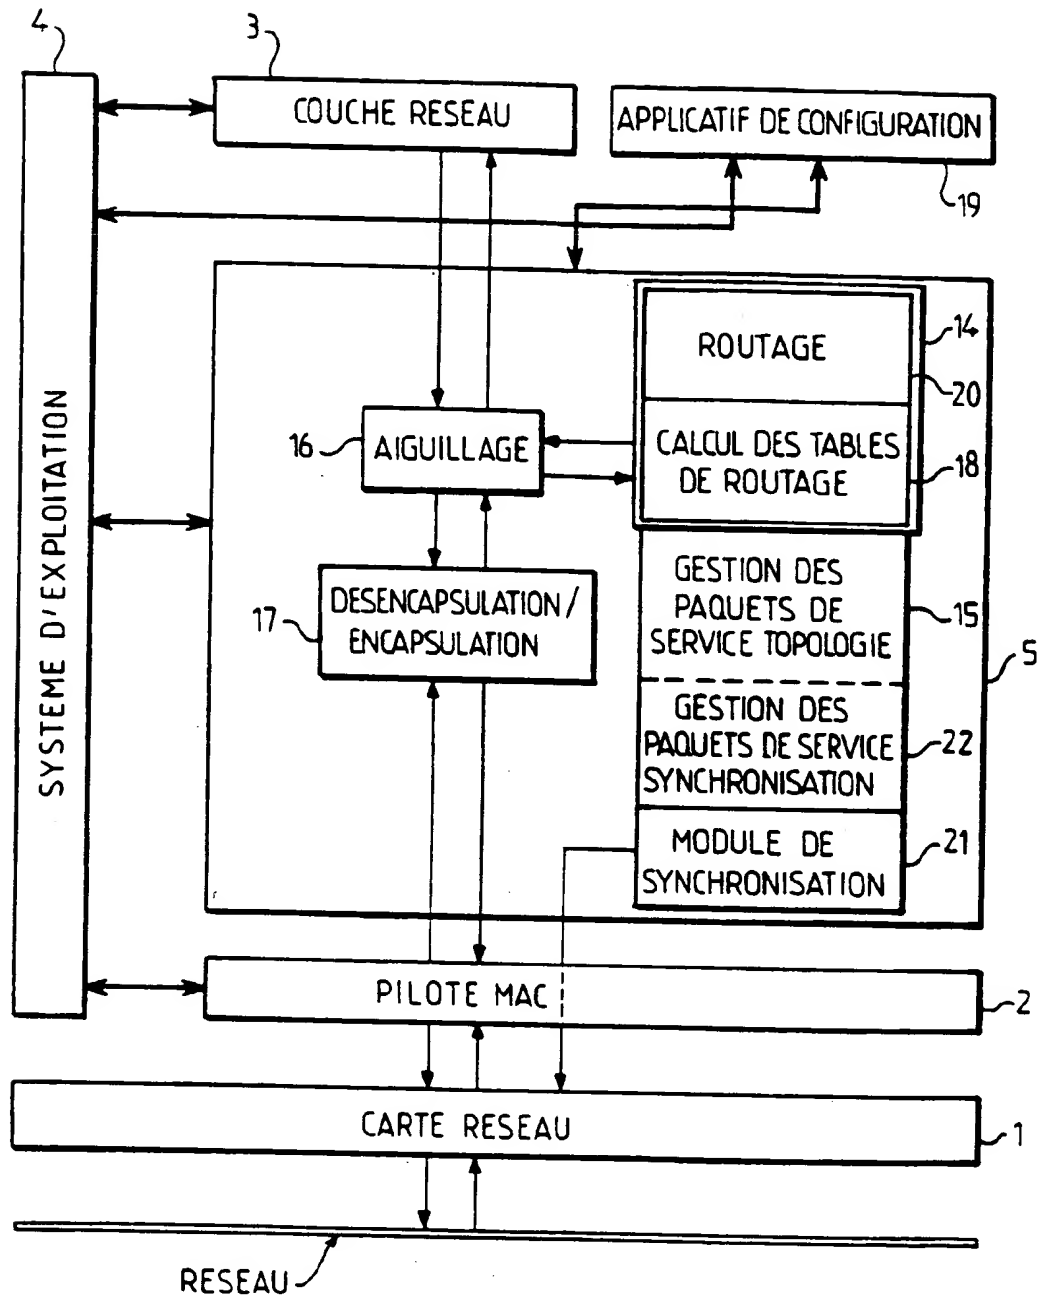 4
3
COUCHE RESEAU
APPLICATIF DE CONFIGURATION
19
SYSTEME D'EXPLOITATION
ROUTAGE
14
20
16
AIGUILLAGE
CALCUL DES TABLES
DE ROUTAGE
18
17
DESENCAPSULATION/
ENCAPSULATION
GESTION DES
PAQUETS DE
SERVICE TOPOLOGIE
15
5
GESTION DES
PAQUETS DE SERVICE
SYNCHRONISATION
22
MODULE DE
SYNCHRONISATION
21
PILOTE MAC
2
CARTE RESEAU
1
RESEAU